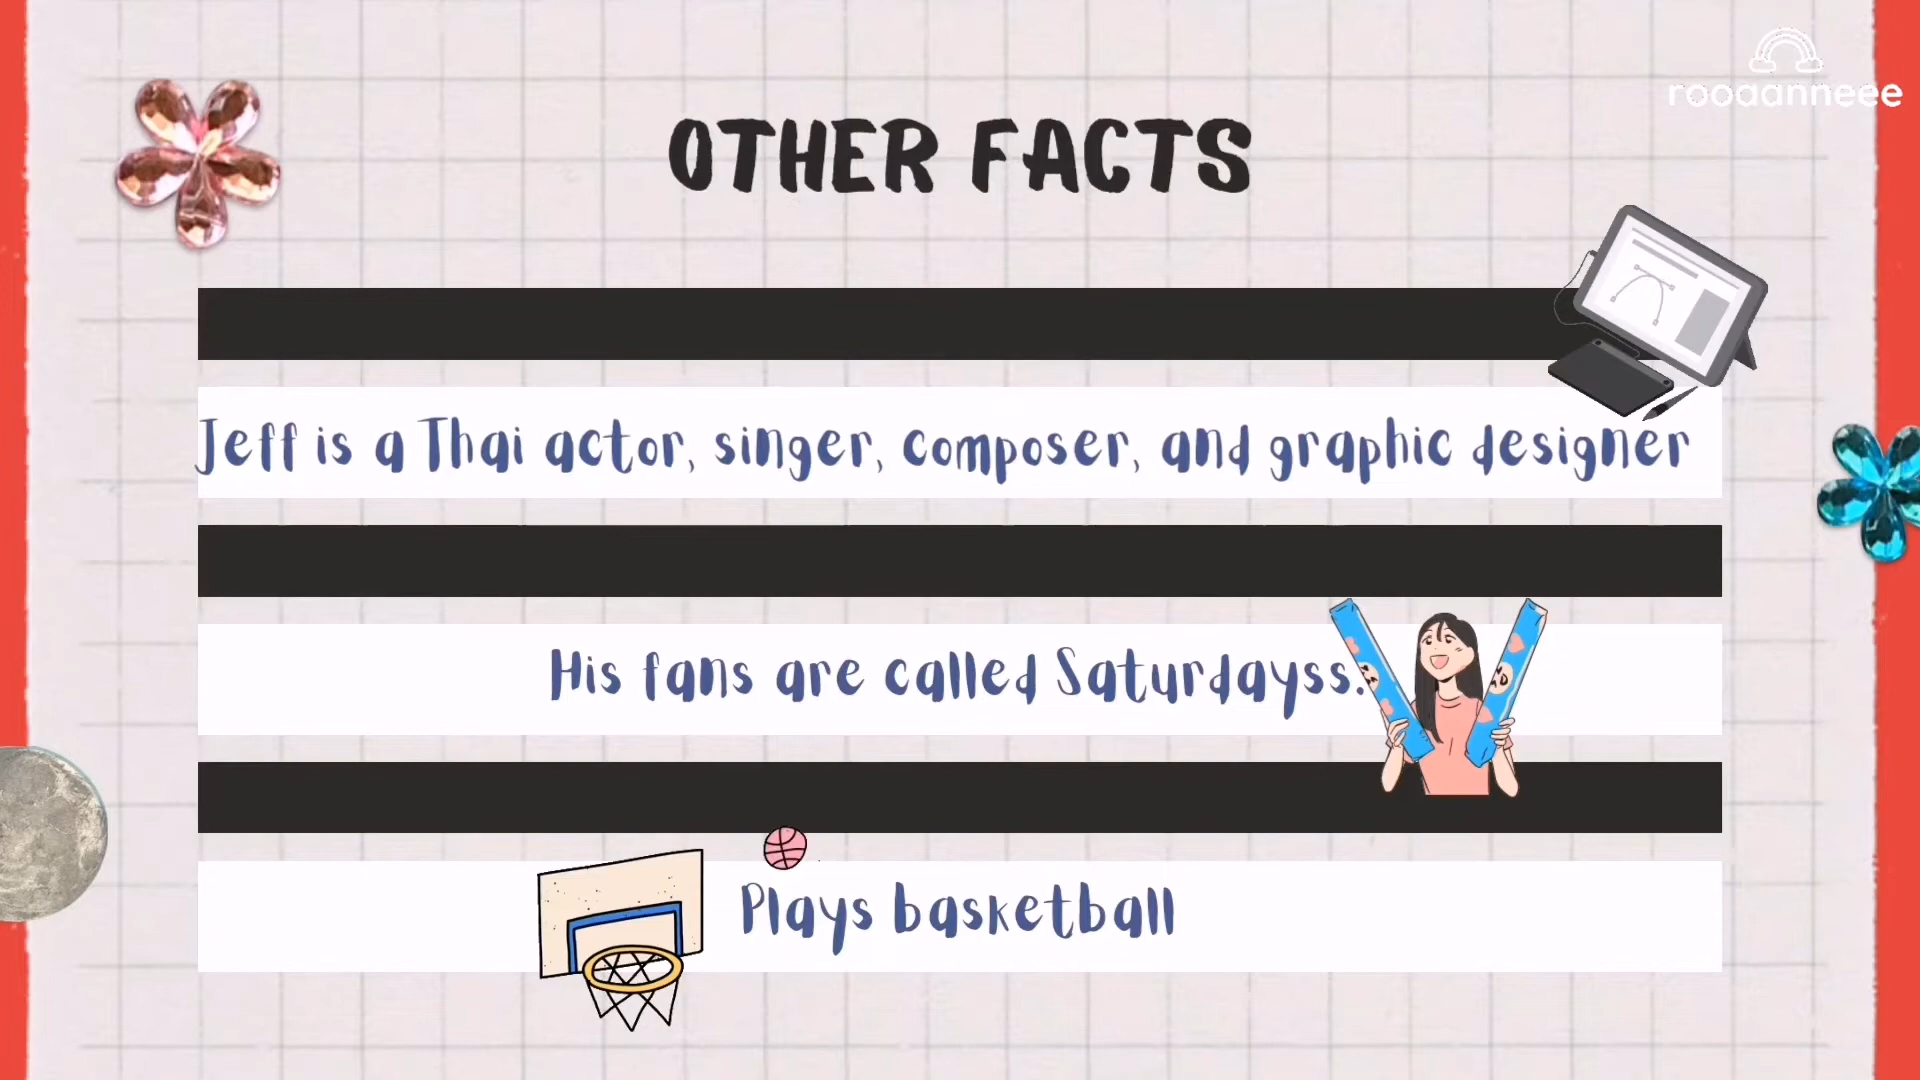 rooaanneee
OTHER FACTS
Jeff is a Thai actor, singer, composer, and graphic designer
His fans are called Saturdayss.
Plays basketball